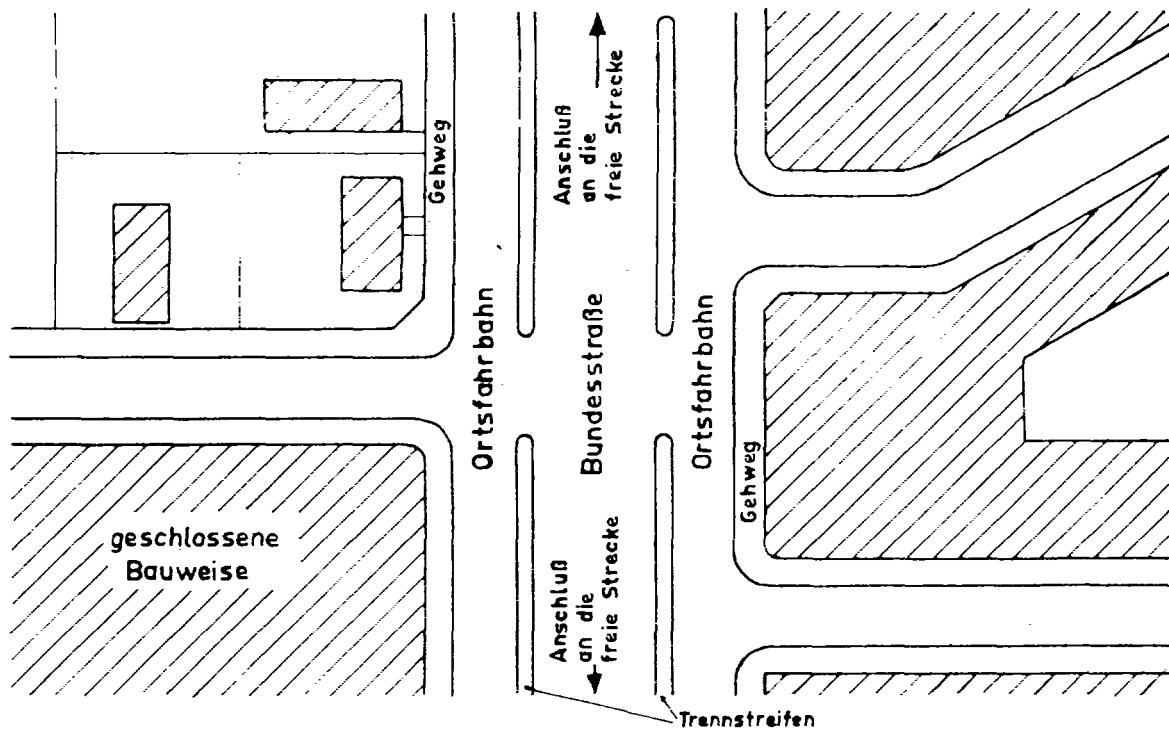 Anschluß
an die
freie Strecke
Gehweg
Ortsfahrbahn
Bundesstraße
Ortsfahrbahn
Gehweg
geschlossene
Bauweise
Anschluß
an die
freie Strecke
Trennstreifen